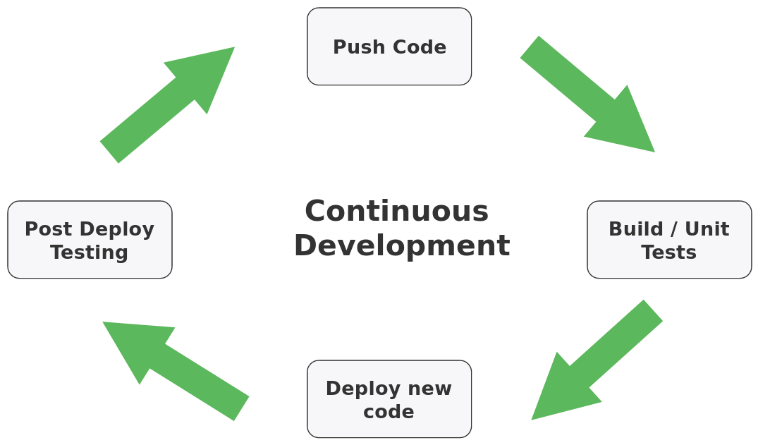 Push Code
Continuous
Development
Post Deploy
Testing
Build / Unit
Tests
Deploy new
code